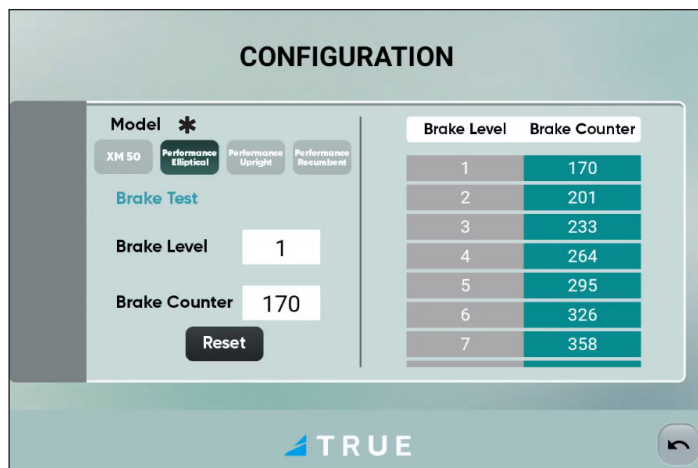 CONFIGURATION
Model *
XM 50
Performance
Elliptical
Performance
Upright
Performance
Recumbent
Brake Test
Brake Level 1
Brake Counter 170
Reset
Brake Level Brake Counter
1 170
2 201
3 233
4 264
5 295
6 326
7 358
TRUE